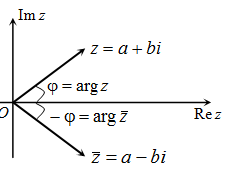 Im z
z = a + bi
φ = arg z
O
Re z
−φ = arg z̄
z̄ = a − bi